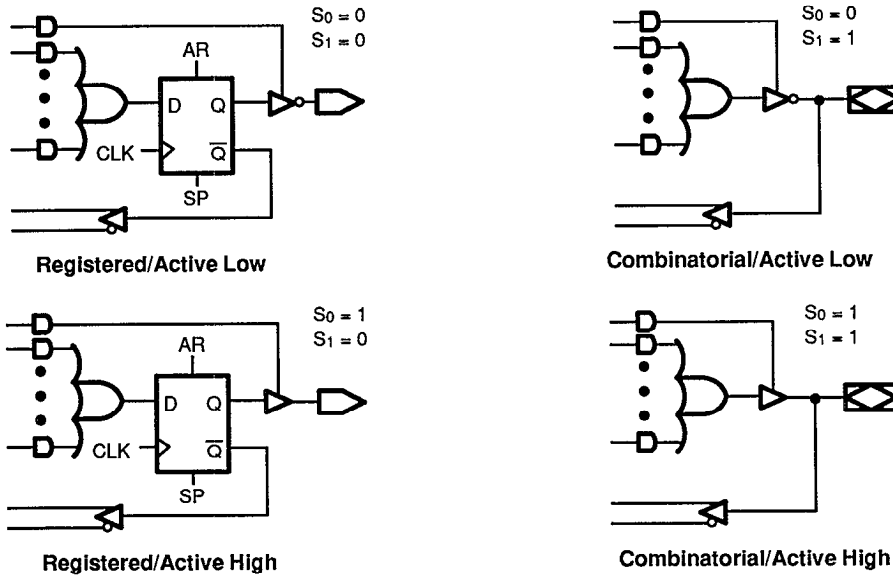 S0 = 0
S1 = 0
AR
D Q
CLK Q̅
SP
Registered/Active Low
S0 = 0
S1 = 1
Combinatorial/Active Low
S0 = 1
S1 = 0
AR
D Q
CLK Q̅
SP
Registered/Active High
S0 = 1
S1 = 1
Combinatorial/Active High